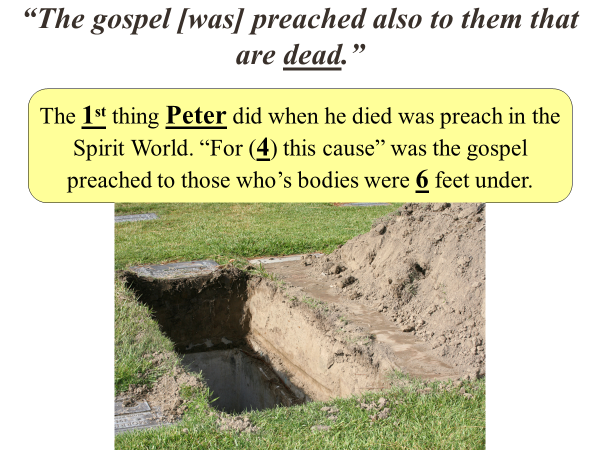 “The gospel [was] preached also to them that
are dead.”
The 1st thing Peter did when he died was preach in the
Spirit World. “For (4) this cause” was the gospel
preached to those who’s bodies were 6 feet under.